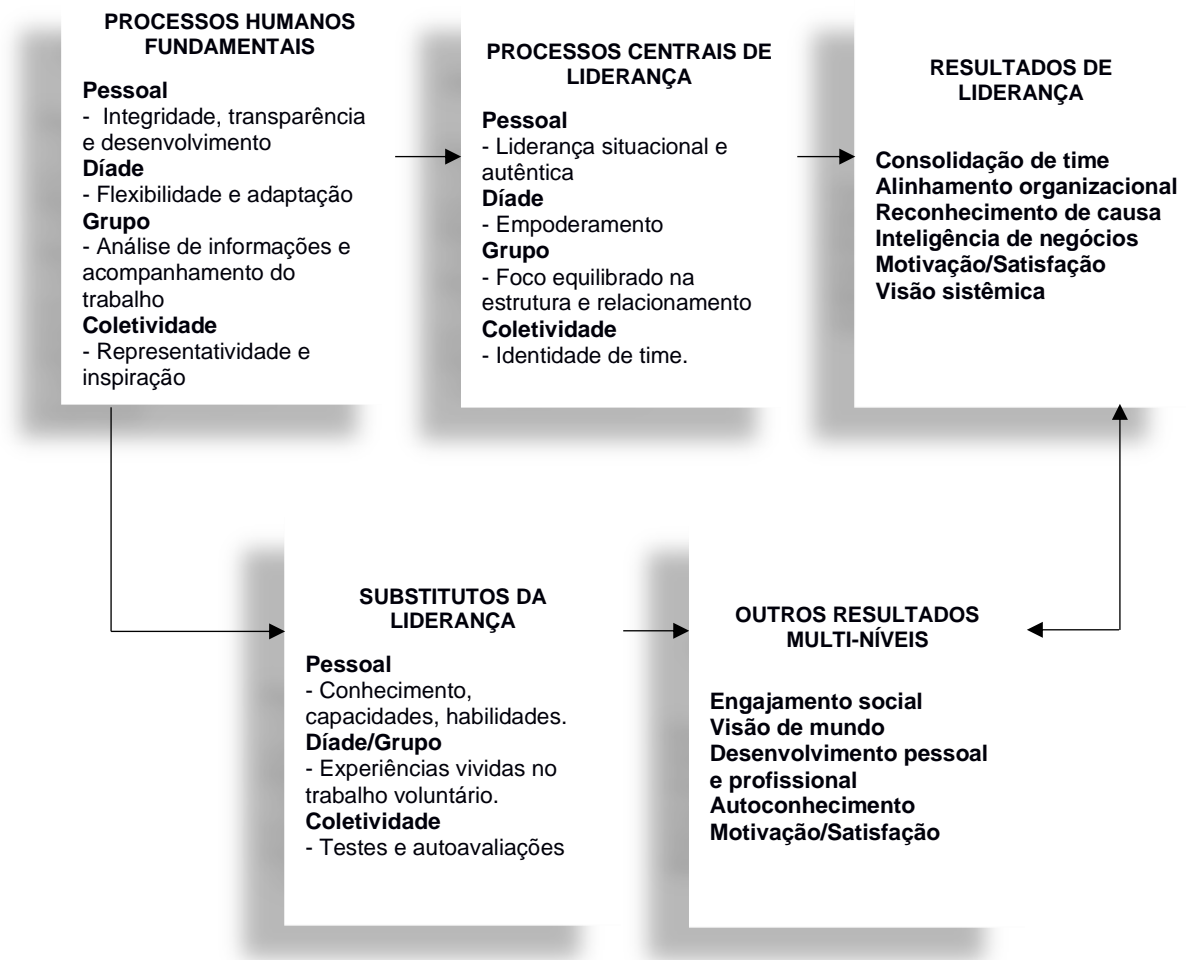 PROCESSOS HUMANOS
FUNDAMENTAIS
Pessoal
- Integridade, transparência
e desenvolvimento
Díade
- Flexibilidade e adaptação
Grupo
- Análise de informações e
acompanhamento do
trabalho
Coletividade
- Representatividade e
inspiração
PROCESSOS CENTRAIS DE
LIDERANÇA
Pessoal
- Liderança situacional e
autêntica
Díade
- Empoderamento
Grupo
- Foco equilibrado na
estrutura e relacionamento
Coletividade
- Identidade de time.
RESULTADOS DE
LIDERANÇA
Consolidação de time
Alinhamento organizacional
Reconhecimento de causa
Inteligência de negócios
Motivação/Satisfação
Visão sistêmica
SUBSTITUTOS DA
LIDERANÇA
Pessoal
- Conhecimento,
capacidades, habilidades.
Díade/Grupo
- Experiências vividas no
trabalho voluntário.
Coletividade
- Testes e autoavaliações
OUTROS RESULTADOS
MULTI-NÍVEIS
Engajamento social
Visão de mundo
Desenvolvimento pessoal
e profissional
Autoconhecimento
Motivação/Satisfação